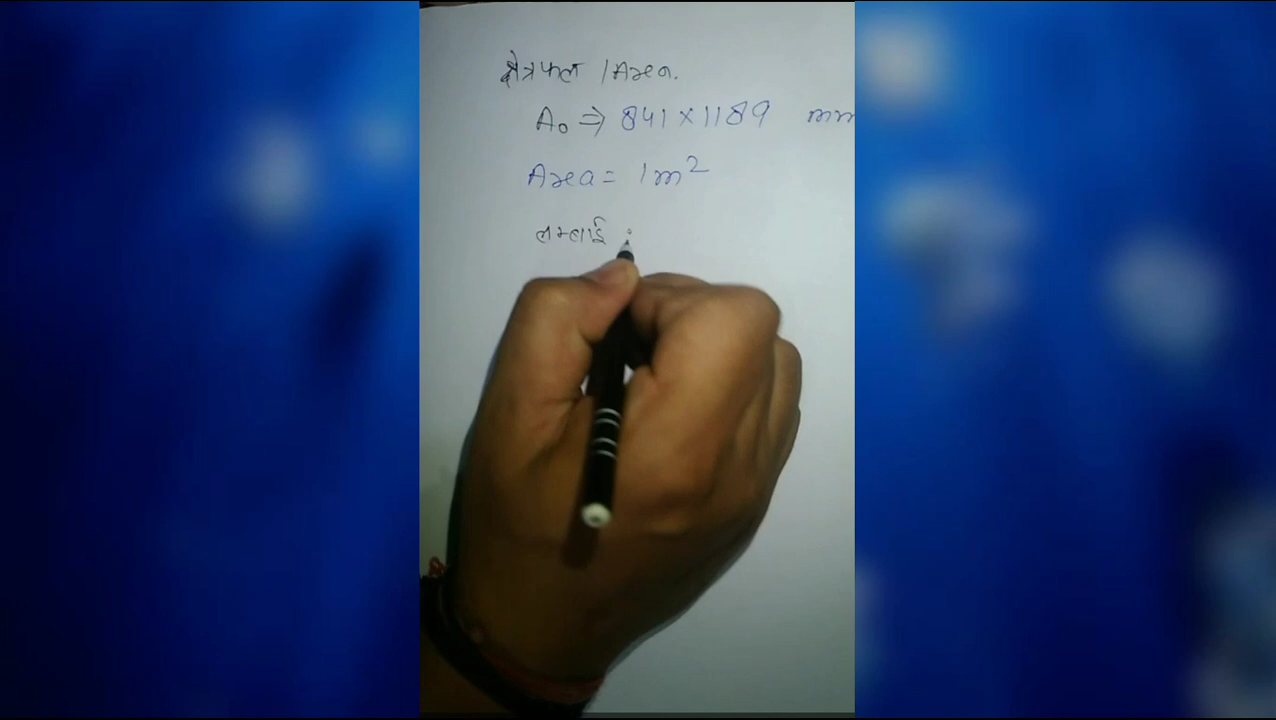 क्षेत्रफल / Area.
A₀ ⇒ 841 × 1189 mm
Area = 1m²
लम्बाई :